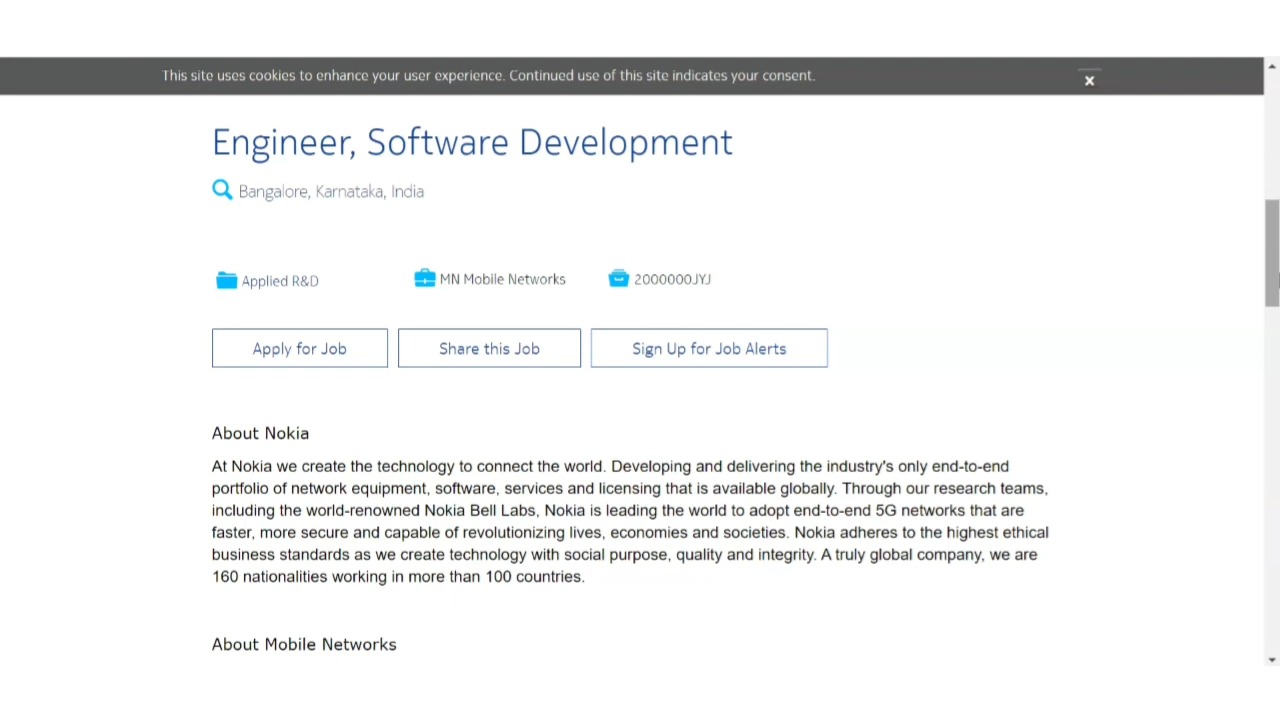 This site uses cookies to enhance your user experience. Continued use of this site indicates your consent.
x
Engineer, Software Development
Bangalore, Karnataka, India
Applied R&D
MN Mobile Networks
2000000JYJ
Apply for Job
Share this Job
Sign Up for Job Alerts
About Nokia
At Nokia we create the technology to connect the world. Developing and delivering the industry's only end-to-end
portfolio of network equipment, software, services and licensing that is available globally. Through our research teams,
including the world-renowned Nokia Bell Labs, Nokia is leading the world to adopt end-to-end 5G networks that are
faster, more secure and capable of revolutionizing lives, economies and societies. Nokia adheres to the highest ethical
business standards as we create technology with social purpose, quality and integrity. A truly global company, we are
160 nationalities working in more than 100 countries.
About Mobile Networks